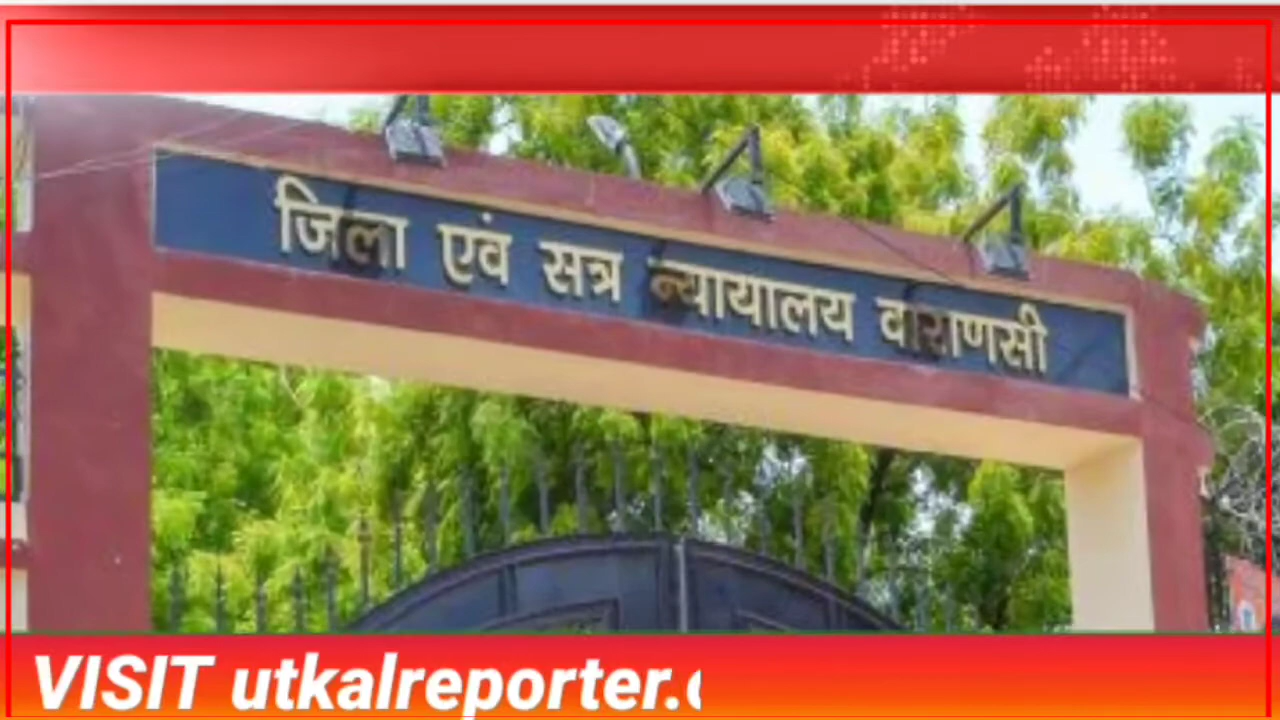 जिला एवं सत्र न्यायालय वाराणसी
VISIT utkalreporter.